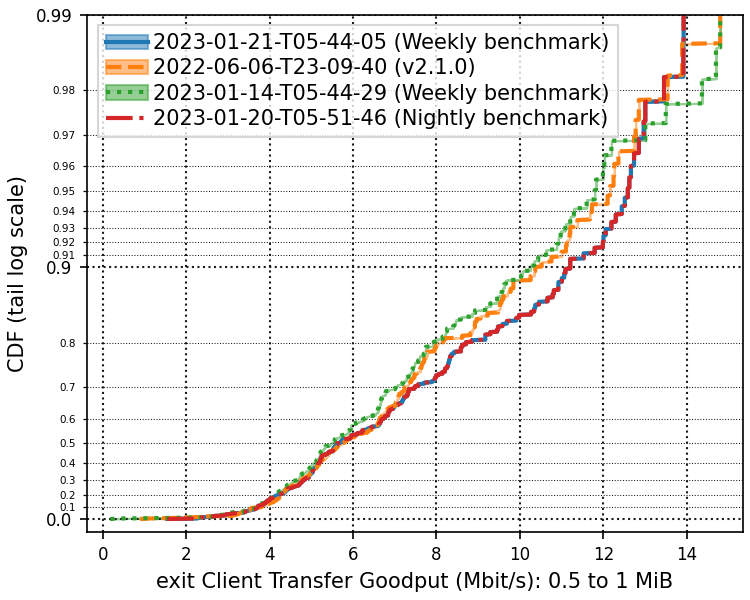 2023-01-21-T05-44-05 (Weekly benchmark)
2022-06-06-T23-09-40 (v2.1.0)
2023-01-14-T05-44-29 (Weekly benchmark)
2023-01-20-T05-51-46 (Nightly benchmark)
CDF (tail log scale)
0.99
0.98
0.97
0.96
0.95
0.94
0.93
0.92
0.91
0.9
0.8
0.7
0.6
0.5
0.4
0.3
0.2
0.1
0.0
0 2 4 6 8 10 12 14
exit Client Transfer Goodput (Mbit/s): 0.5 to 1 MiB